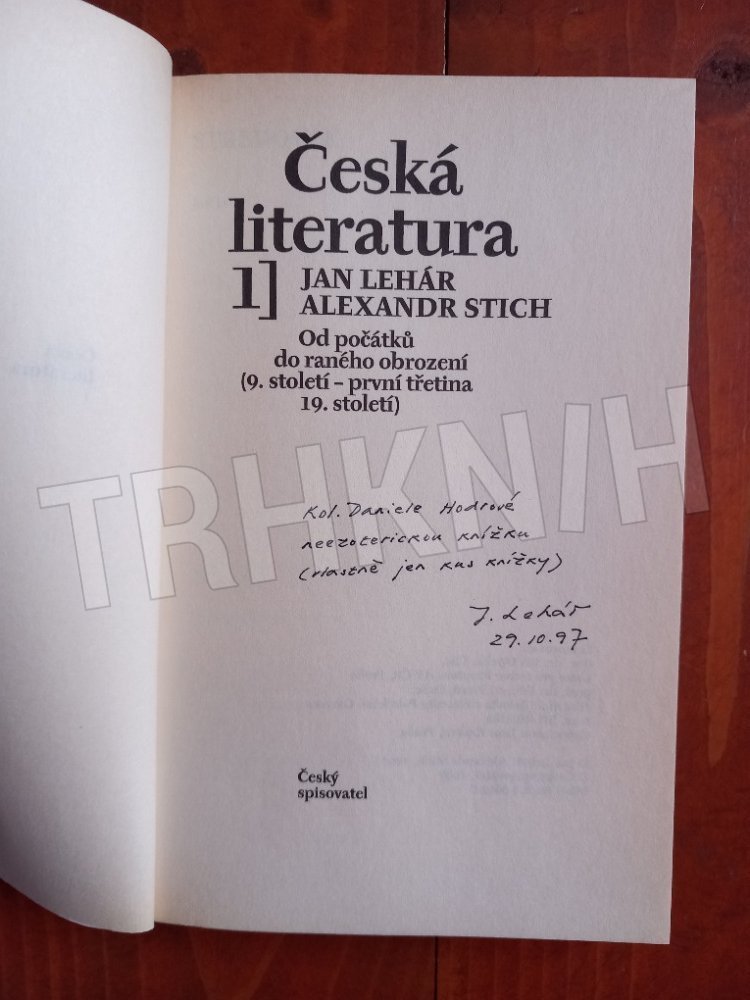 Česká
literatura
1] JAN LEHÁR
ALEXANDR STICH
Od počátků
do raného obrození
(9. století – první třetina
19. století)
TRHKNIH
Kol. Daniele Hodrové
neezoterickou knížku
(vlastně jen kus knížky)
J. Lehár
29.10.97
Český
spisovatel